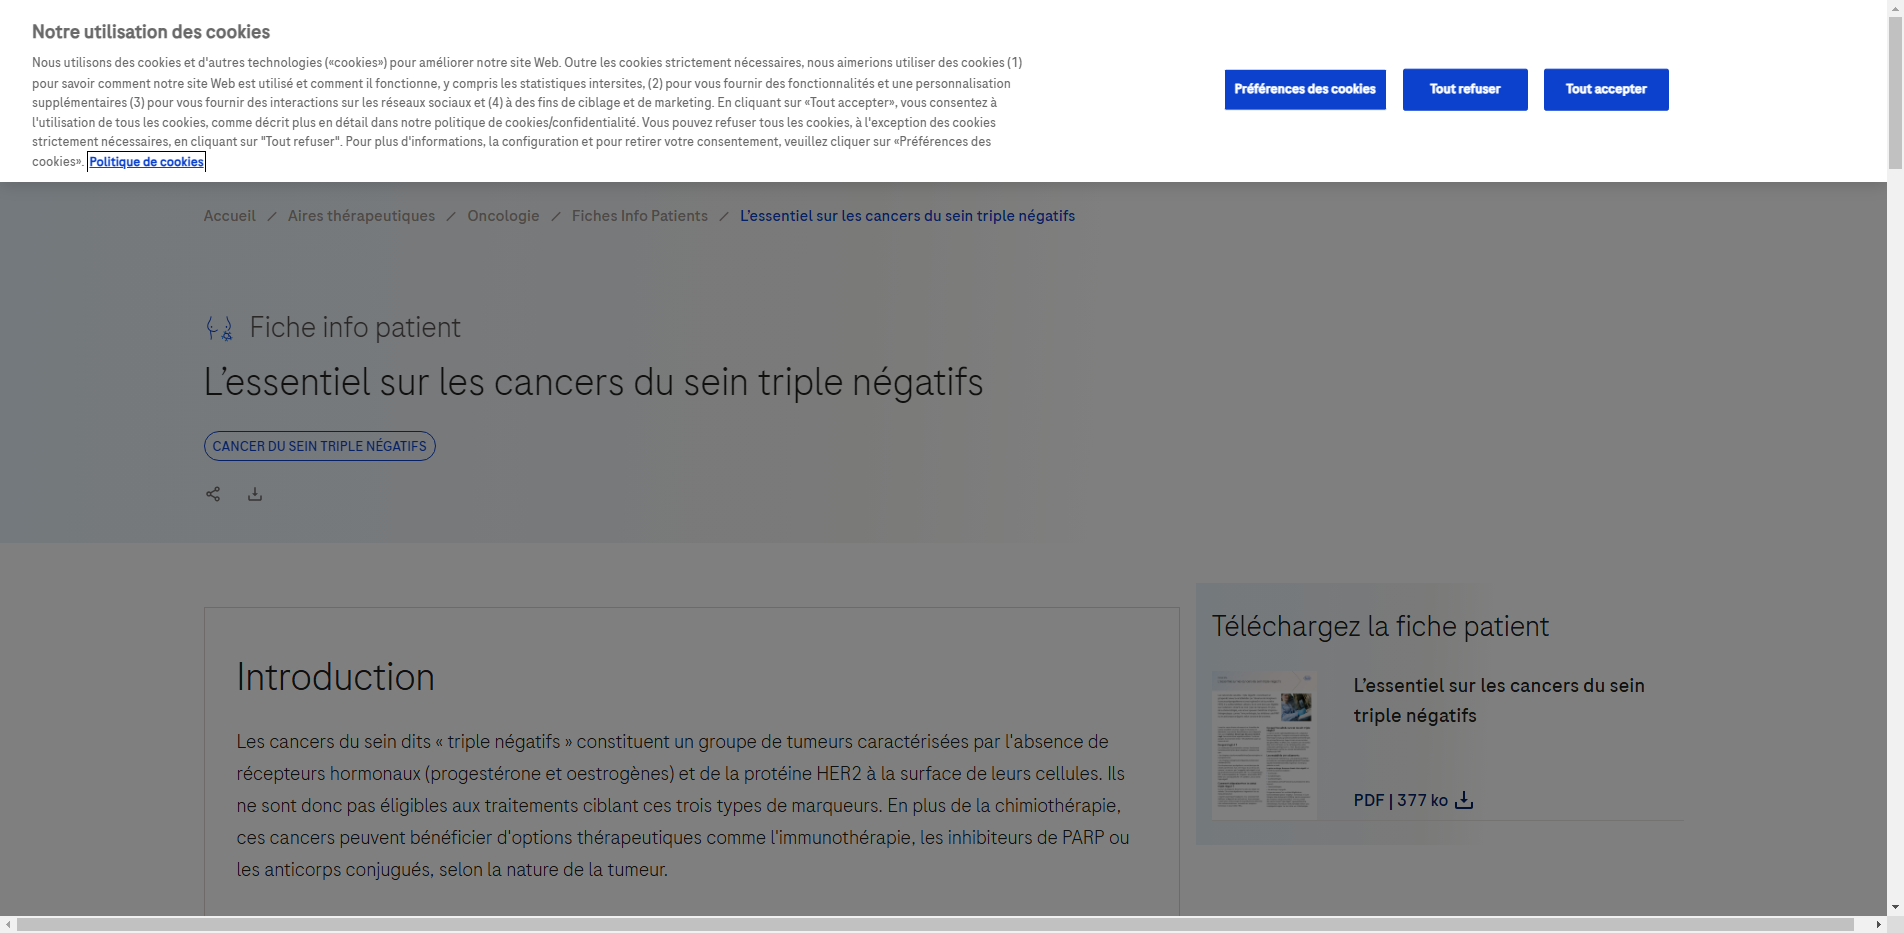 Notre utilisation des cookies
Nous utilisons des cookies et d'autres technologies («cookies») pour améliorer notre site Web. Outre les cookies strictement nécessaires, nous aimerions utiliser des cookies (1)
pour savoir comment notre site Web est utilisé et comment il fonctionne, y compris les statistiques intersites, (2) pour vous fournir des fonctionnalités et une personnalisation
supplémentaires (3) pour vous fournir des interactions sur les réseaux sociaux et (4) à des fins de ciblage et de marketing. En cliquant sur «Tout accepter», vous consentez à
l'utilisation de tous les cookies, comme décrit plus en détail dans notre politique de cookies/confidentialité. Vous pouvez refuser tous les cookies, à l'exception des cookies
strictement nécessaires, en cliquant sur "Tout refuser". Pour plus d'informations, la configuration et pour retirer votre consentement, veuillez cliquer sur «Préférences des
cookies». Politique de cookies
Préférences des cookies
Tout refuser
Tout accepter
Accueil / Aires thérapeutiques / Oncologie / Fiches Info Patients / L’essentiel sur les cancers du sein triple négatifs
Fiche info patient
L’essentiel sur les cancers du sein triple négatifs
CANCER DU SEIN TRIPLE NÉGATIFS
Introduction
Les cancers du sein dits « triple négatifs » constituent un groupe de tumeurs caractérisées par l'absence de
récepteurs hormonaux (progestérone et oestrogènes) et de la protéine HER2 à la surface de leurs cellules. Ils
ne sont donc pas éligibles aux traitements ciblant ces trois types de marqueurs. En plus de la chimiothérapie,
ces cancers peuvent bénéficier d'options thérapeutiques comme l'immunothérapie, les inhibiteurs de PARP ou
les anticorps conjugués, selon la nature de la tumeur.
Téléchargez la fiche patient
L’essentiel sur les cancers du sein
triple négatifs
PDF | 377 ko